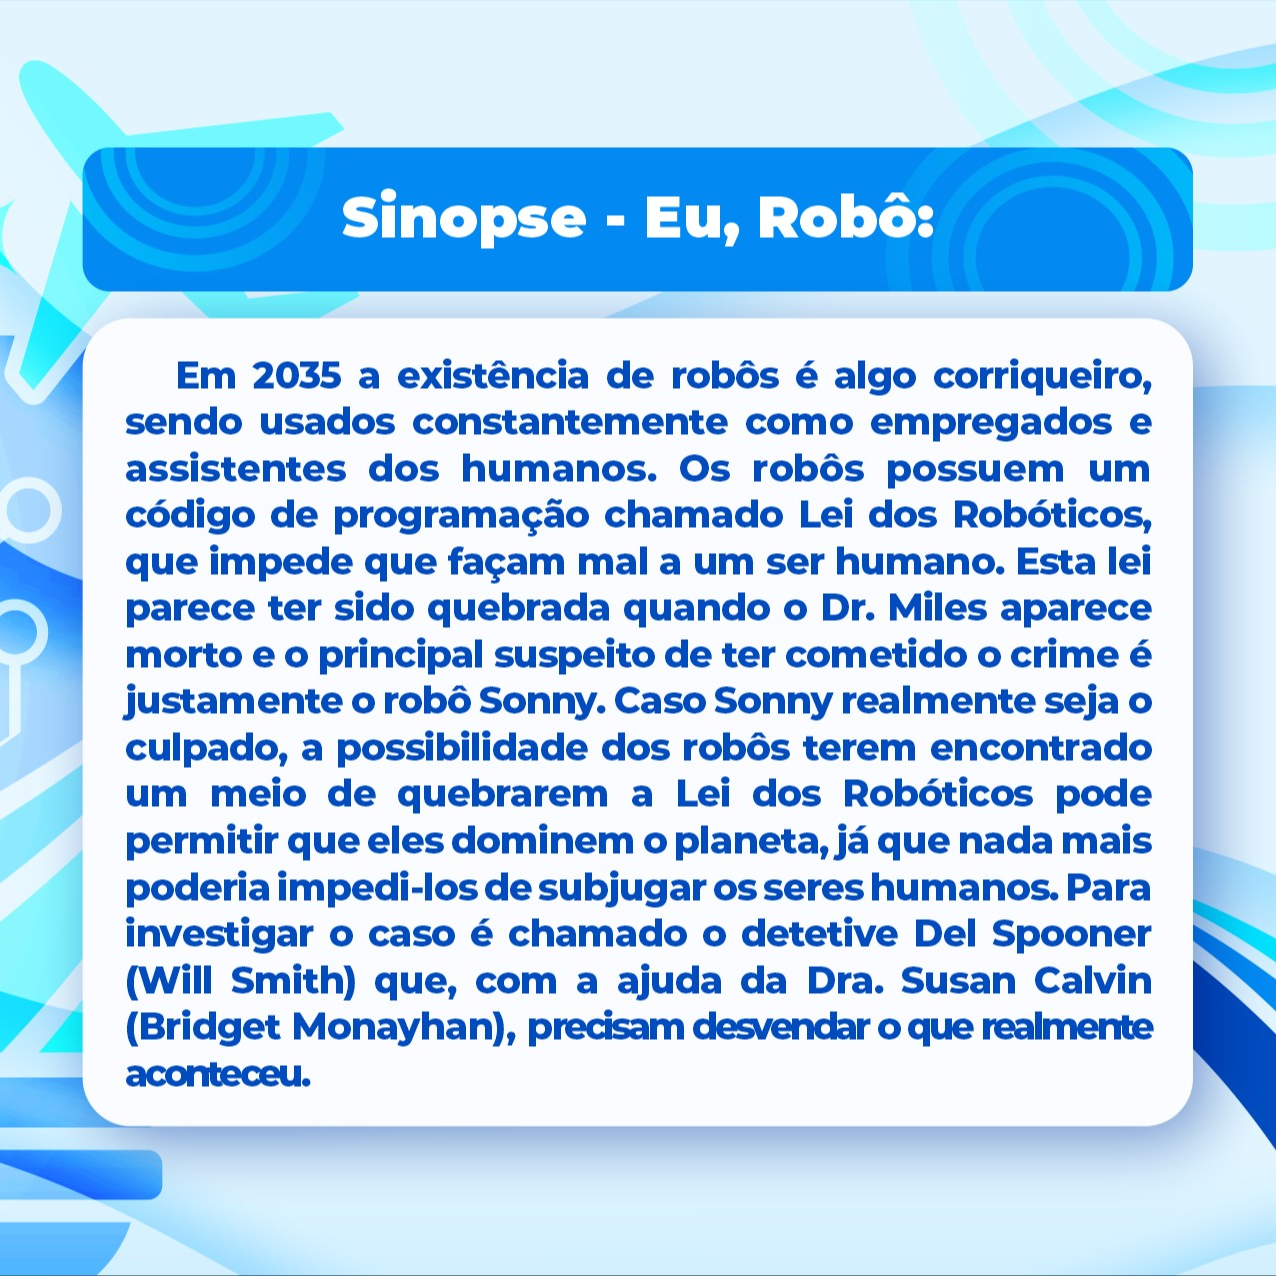 Sinopse - Eu, Robô:
Em 2035 a existência de robôs é algo corriqueiro,
sendo usados constantemente como empregados e
assistentes dos humanos. Os robôs possuem um
código de programação chamado Lei dos Robóticos,
que impede que façam mal a um ser humano. Esta lei
parece ter sido quebrada quando o Dr. Miles aparece
morto e o principal suspeito de ter cometido o crime é
justamente o robô Sonny. Caso Sonny realmente seja o
culpado, a possibilidade dos robôs terem encontrado
um meio de quebrarem a Lei dos Robóticos pode
permitir que eles dominem o planeta, já que nada mais
poderia impedi-los de subjugar os seres humanos. Para
investigar o caso é chamado o detetive Del Spooner
(Will Smith) que, com a ajuda da Dra. Susan Calvin
(Bridget Monayhan), precisam desvendar o que realmente
aconteceu.